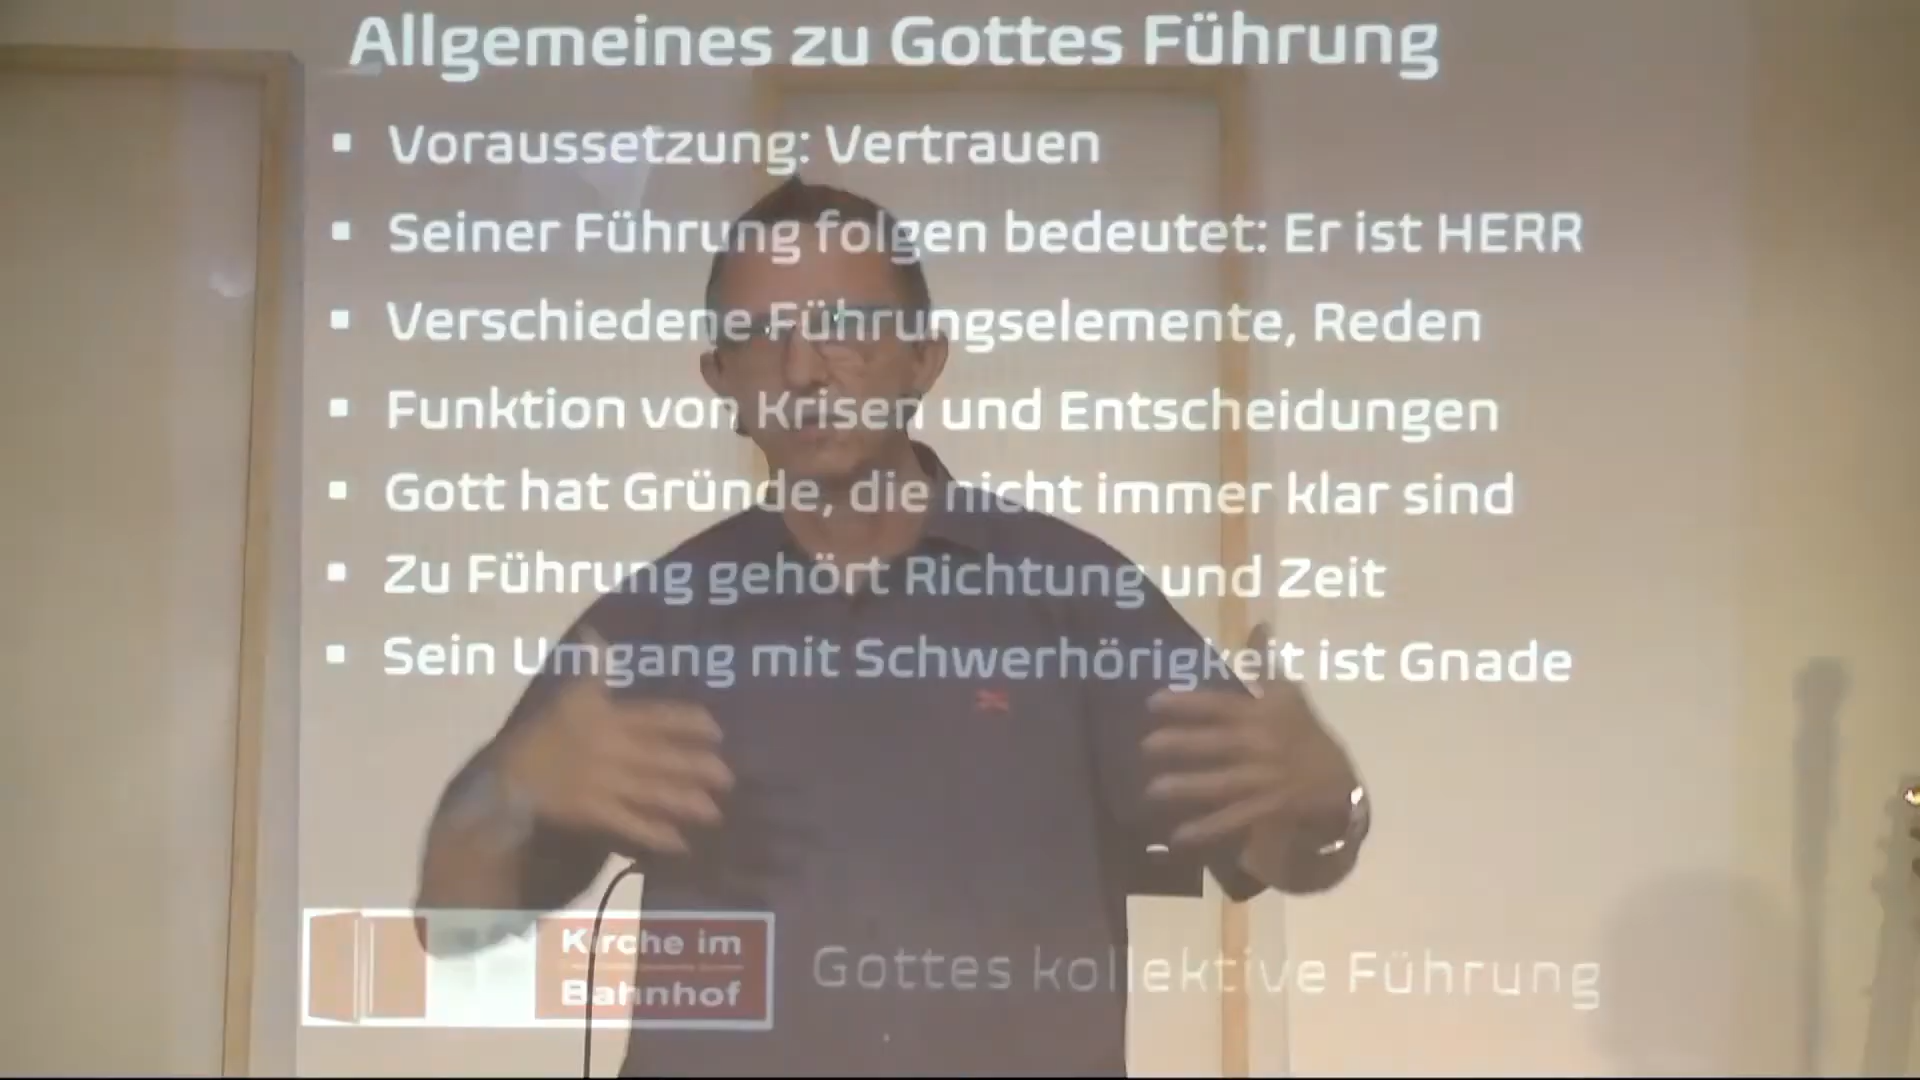 Allgemeines zu Gottes Führung
▪ Voraussetzung: Vertrauen
▪ Seiner Führung folgen bedeutet: Er ist HERR
▪ Verschiedene Führungselemente, Reden
▪ Funktion von Krisen und Entscheidungen
▪ Gott hat Gründe, die nicht immer klar sind
▪ Zu Führung gehört Richtung und Zeit
▪ Sein Umgang mit Schwerhörigkeit ist Gnade
Kirche im
Bahnhof
Gottes kollektive Führung